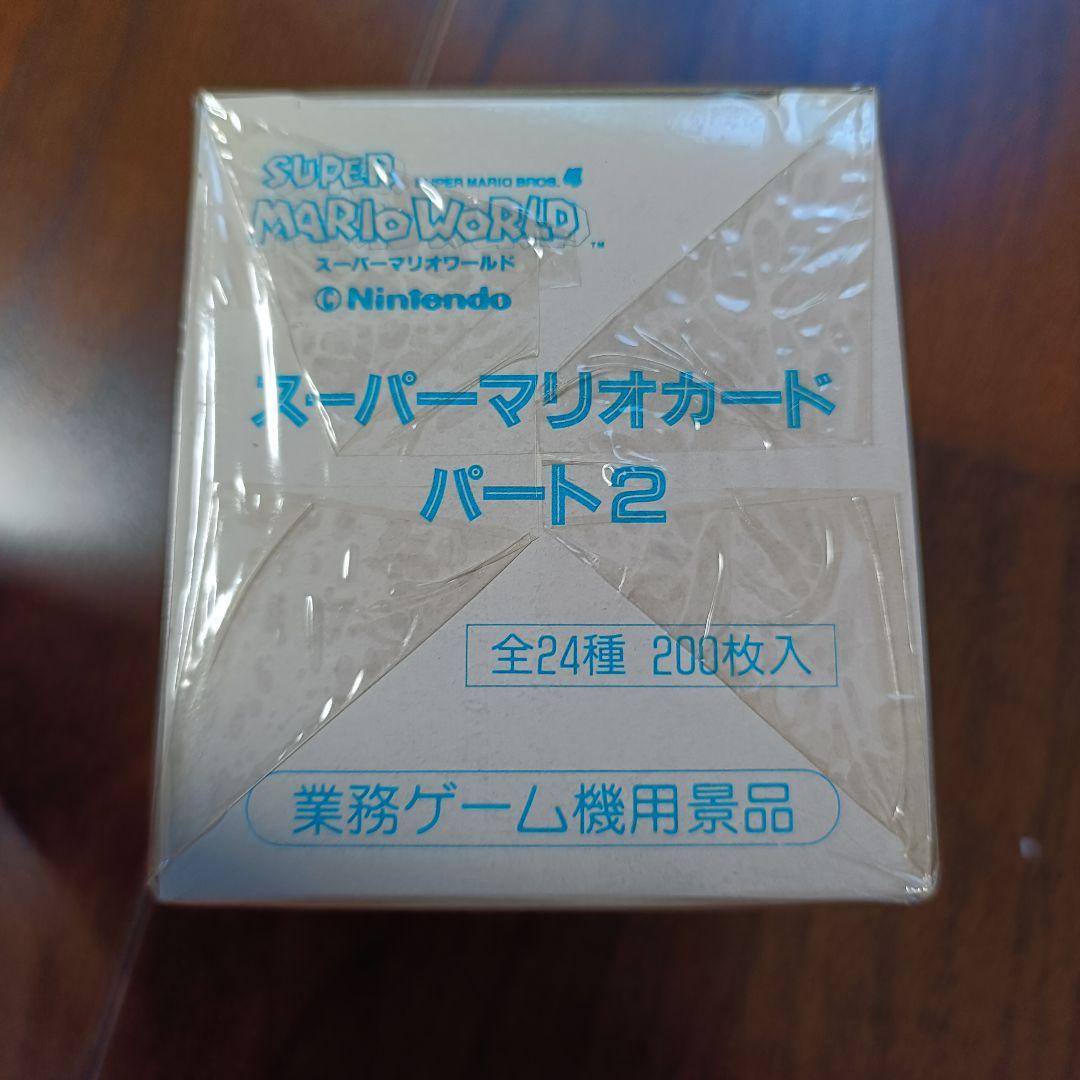 SUPER SUPER MARIO BROS. 4
MARIO WORLD™
スーパーマリオワールド
©Nintendo
スーパーマリオカード
パート2
全24種 200枚入
業務ゲーム機用景品